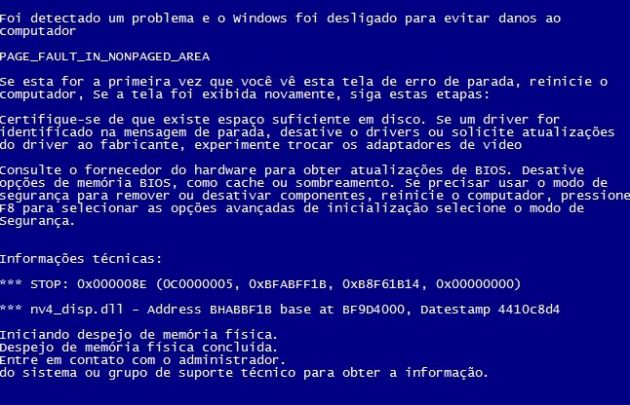 Foi detectado um problema e o Windows foi desligado para evitar danos ao
computador
PAGE_FAULT_IN_NONPAGED_AREA
Se esta for a primeira vez que você vê esta tela de erro de parada, reinicie o
computador, Se a tela foi exibida novamente, siga estas etapas:
Certifique-se de que existe espaço suficiente em disco. Se um driver for
identificado na mensagem de parada, desative o drivers ou solicite atualizações
do driver ao fabricante, experimente trocar os adaptadores de vídeo
Consulte o fornecedor do hardware para obter atualizações de BIOS. Desative
opções de memória BIOS, como cache ou sombreamento. Se precisar usar o modo de
segurança para remover ou desativar componentes, reinicie o computador, pressione
F8 para selecionar as opções avançadas de inicialização selecione o modo de
Segurança.
Informações técnicas:
*** STOP: 0x000008E (0C0000005, 0xBFABFF1B, 0xB8F61B14, 0x00000000)
*** nv4_disp.dll - Address BHABBF1B base at BF9D4000, Datestamp 4410c8d4
Iniciando despejo de memória física.
Despejo de memória física concluída.
Entre em contato com o administrador.
do sistema ou grupo de suporte técnico para obter a informação.